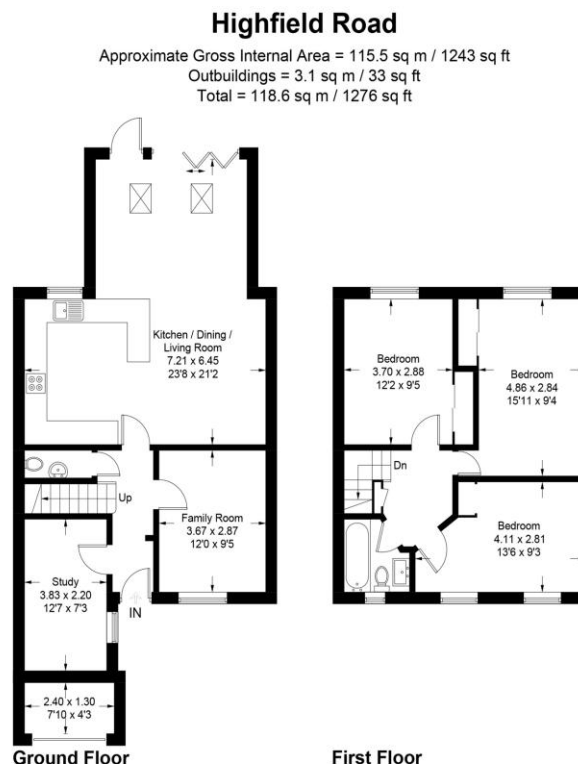 Highfield Road
Approximate Gross Internal Area = 115.5 sq m / 1243 sq ft
Outbuildings = 3.1 sq m / 33 sq ft
Total = 118.6 sq m / 1276 sq ft
Kitchen / Dining /
Living Room
7.21 x 6.45
23'8 x 21'2
Up
Family Room
3.67 x 2.87
12'0 x 9'5
Study
3.83 x 2.20
12'7 x 7'3
IN
2.40 x 1.30
7'10 x 4'3
Ground Floor
Bedroom
3.70 x 2.88
12'2 x 9'5
Bedroom
4.86 x 2.84
15'11 x 9'4
Dn
Bedroom
4.11 x 2.81
13'6 x 9'3
First Floor